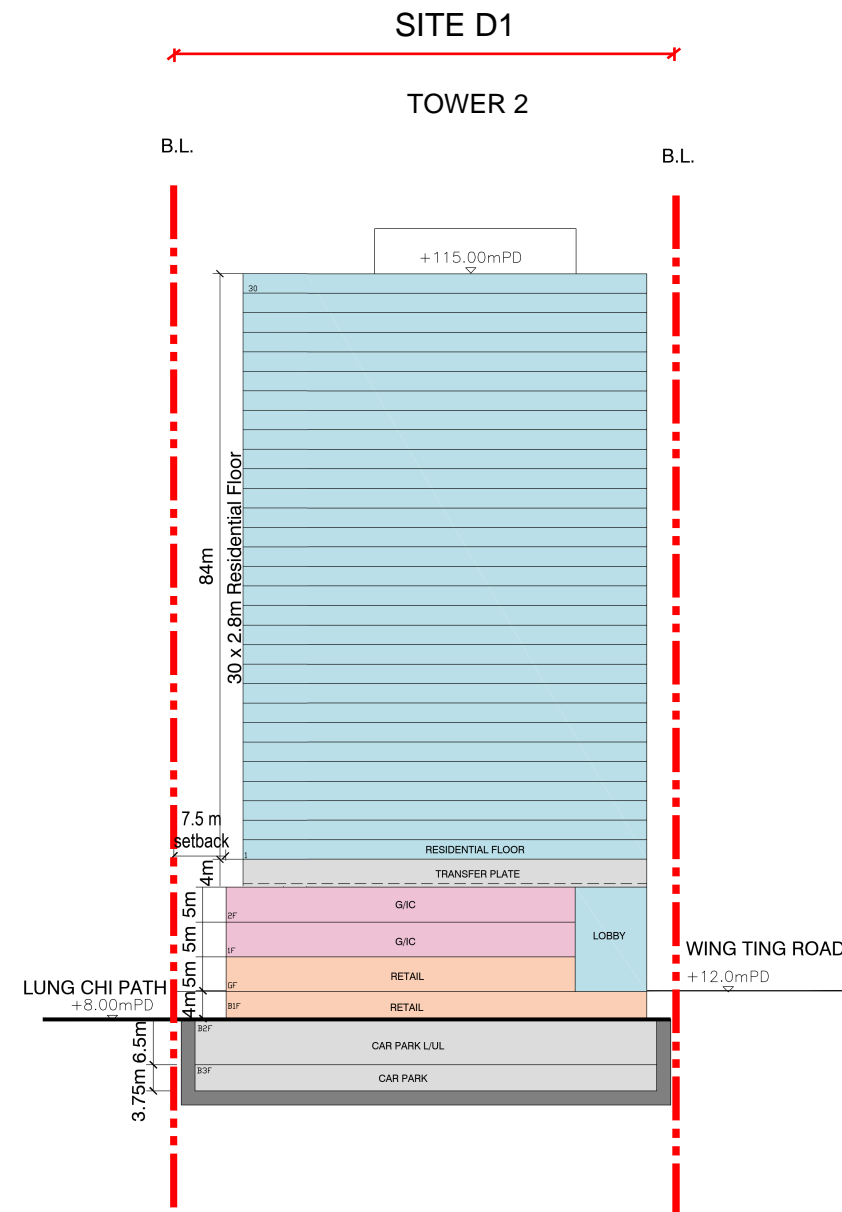 SITE D1
TOWER 2
B.L.
B.L.
+115.00mPD
30
84m
30 x 2.8m Residential Floor
7.5 m
setback
1
RESIDENTIAL FLOOR
4m
TRANSFER PLATE
5m
2F
G/IC
5m
1F
G/IC
LOBBY
5m
GF
RETAIL
WING TING ROAD
+12.0mPD
LUNG CHI PATH
+8.00mPD
4m
B1F
RETAIL
6.5m
B2F
CAR PARK L/UL
3.75m
B3F
CAR PARK